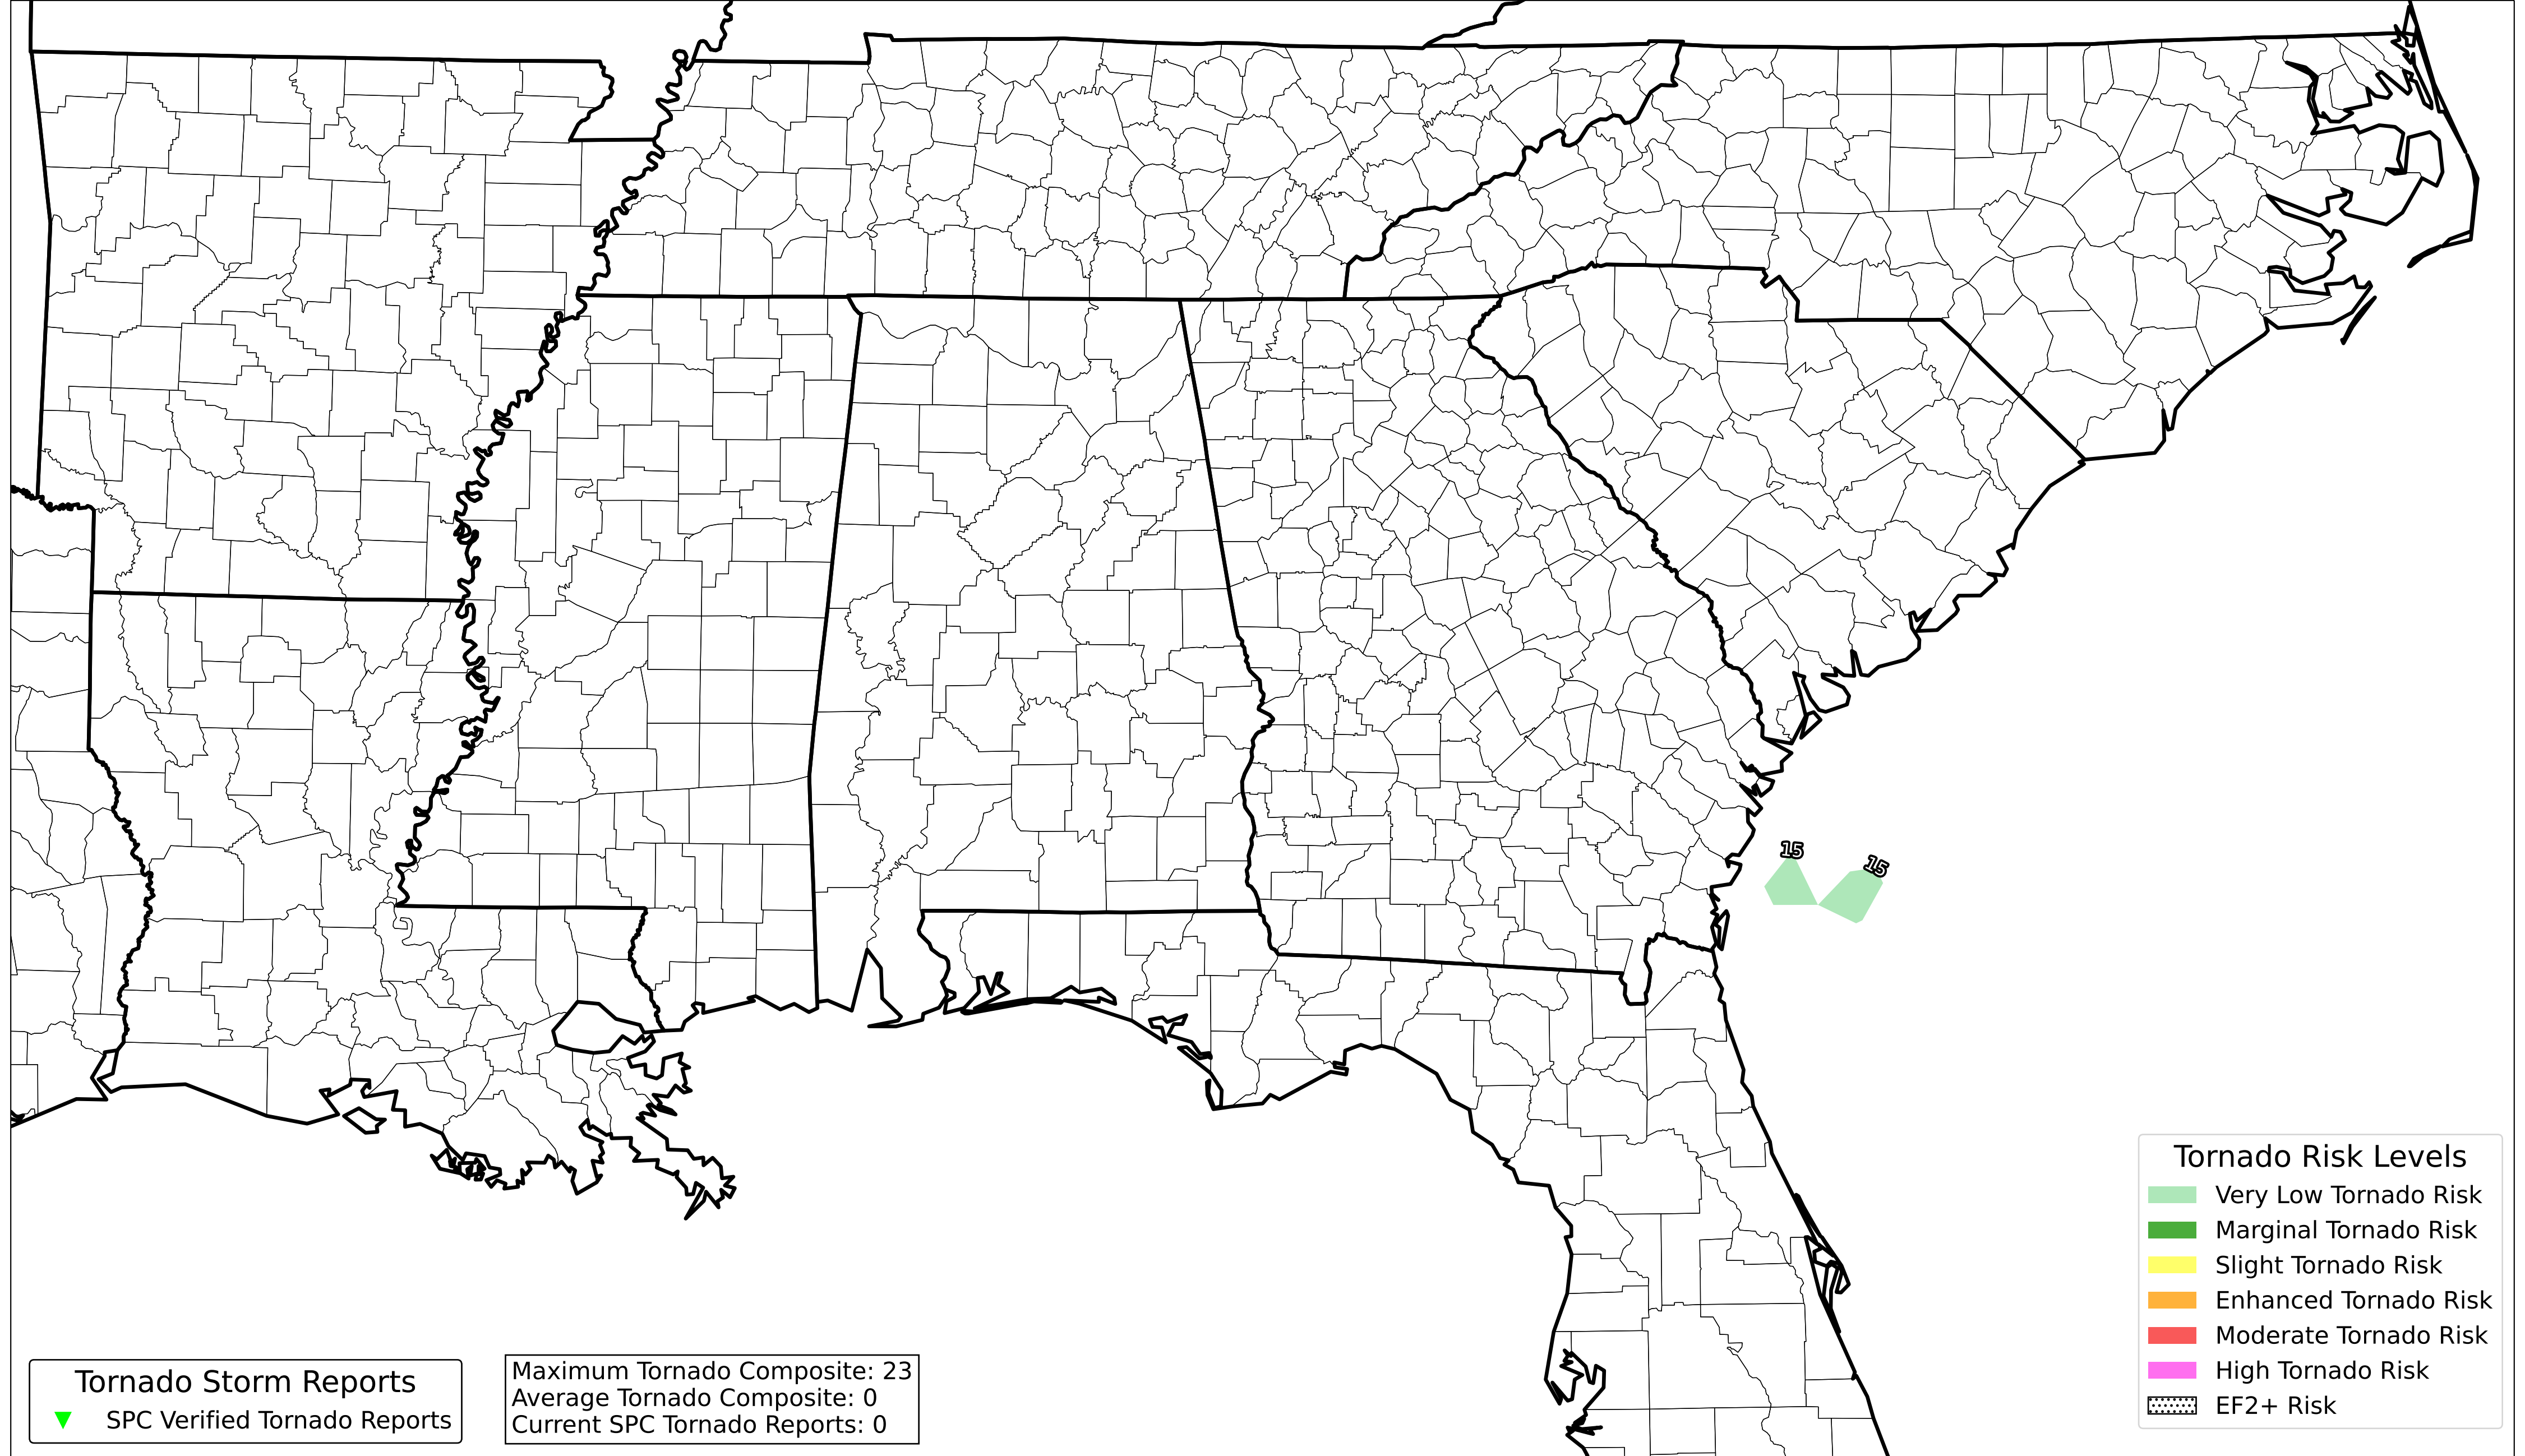 15
15
Tornado Risk Levels
Very Low Tornado Risk
Marginal Tornado Risk
Slight Tornado Risk
Enhanced Tornado Risk
Moderate Tornado Risk
High Tornado Risk
EF2+ Risk
Tornado Storm Reports
SPC Verified Tornado Reports
Maximum Tornado Composite: 23
Average Tornado Composite: 0
Current SPC Tornado Reports: 0